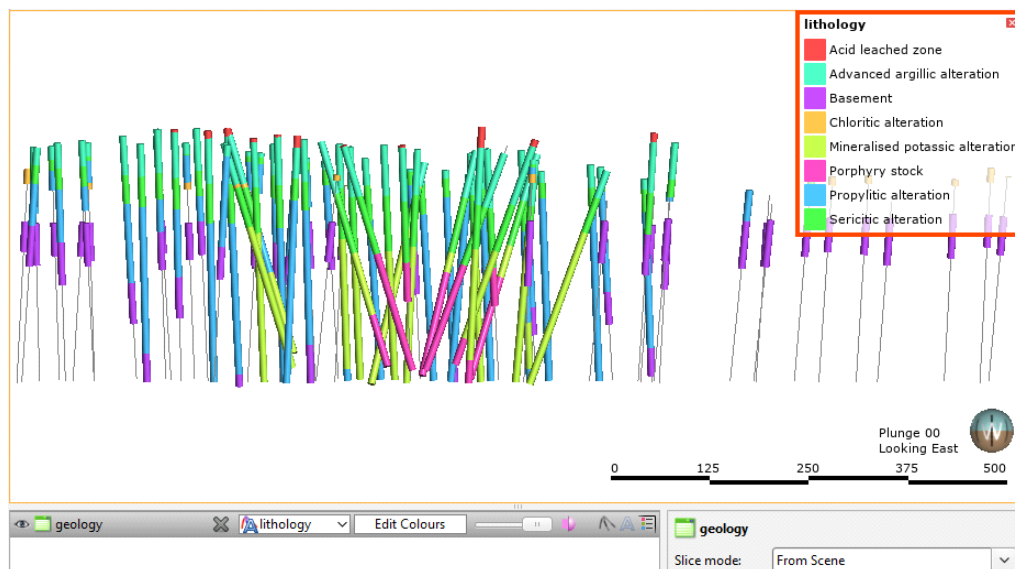 lithology
Acid leached zone
Advanced argillic alteration
Basement
Chloritic alteration
Mineralised potassic alteration
Porphyry stock
Propylitic alteration
Sericitic alteration
Plunge 00
Looking East
0 125 250 375 500
geology
lithology
Edit Colours
geology
Slice mode: From Scene